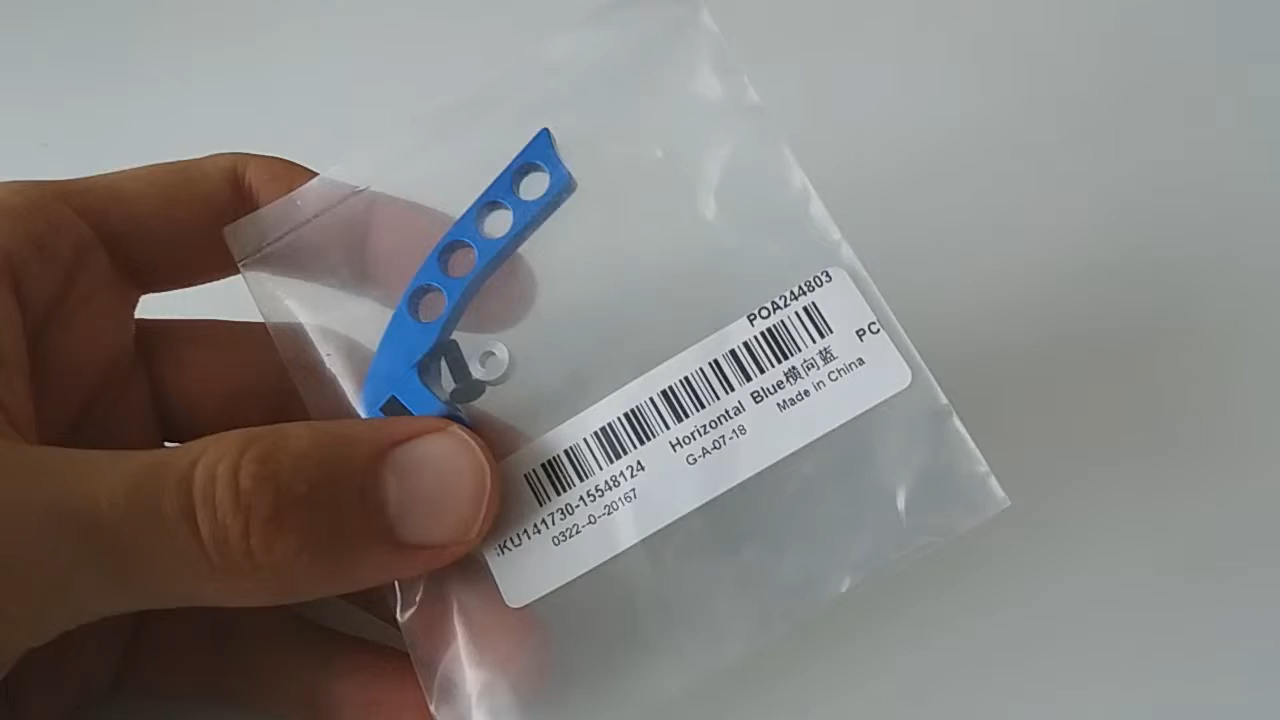 POA244803
PC
KU141730-15548124
Horizontal Blue横向蓝
0322--0--20167
G-A-07-18
Made in China